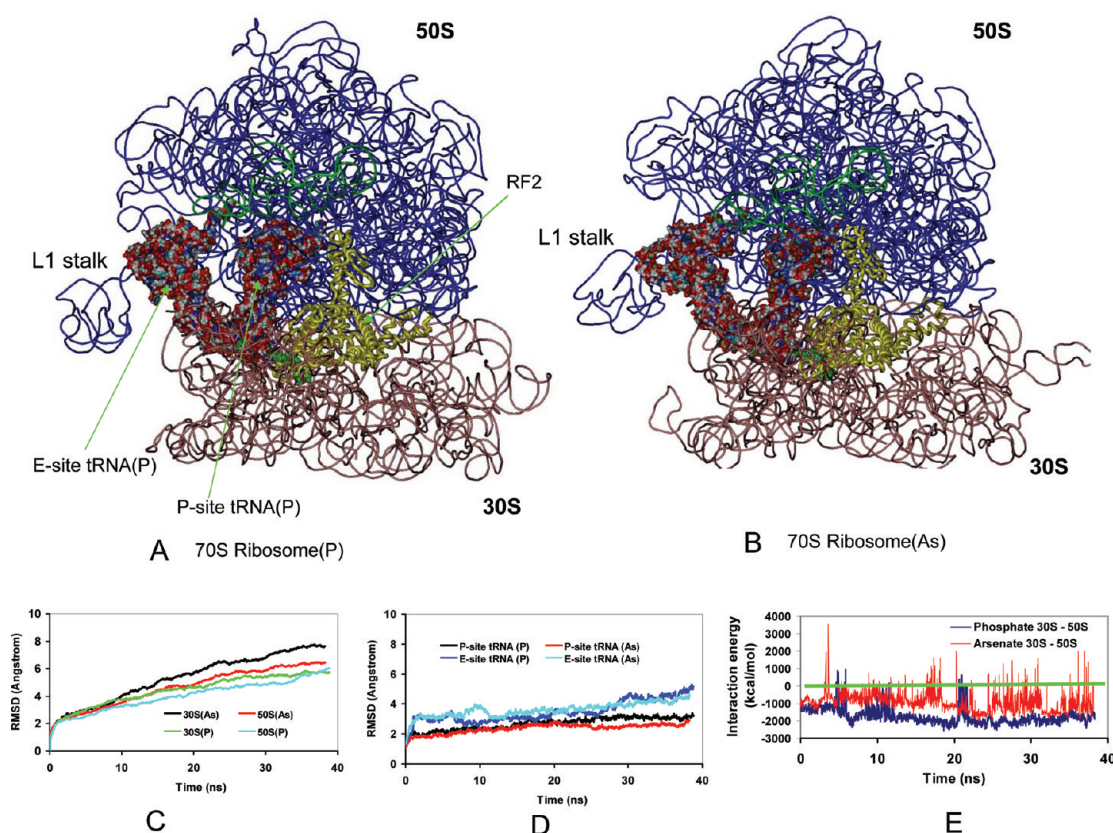 50S
50S
RF2
L1 stalk
L1 stalk
E-site tRNA(P)
P-site tRNA(P)
30S
30S
A 70S Ribosome(P)
B 70S Ribosome(As)
10
8
6
4
2
0
RMSD (Angstrom)
30S(As) 50S(As)
30S(P) 50S(P)
0 10 20 30 40
Time (ns)
C
10
8
6
4
2
0
RMSD (Angstrom)
P-site tRNA (P) P-site tRNA (As)
E-site tRNA (P) E-site tRNA (As)
0 10 20 30 40
Time (ns)
D
4000
3000
2000
1000
0
-1000
-2000
-3000
Interaction energy
(kcal/mol)
Phosphate 30S - 50S
Arsenate 30S - 50S
0 10 20 30 40
Time (ns)
E